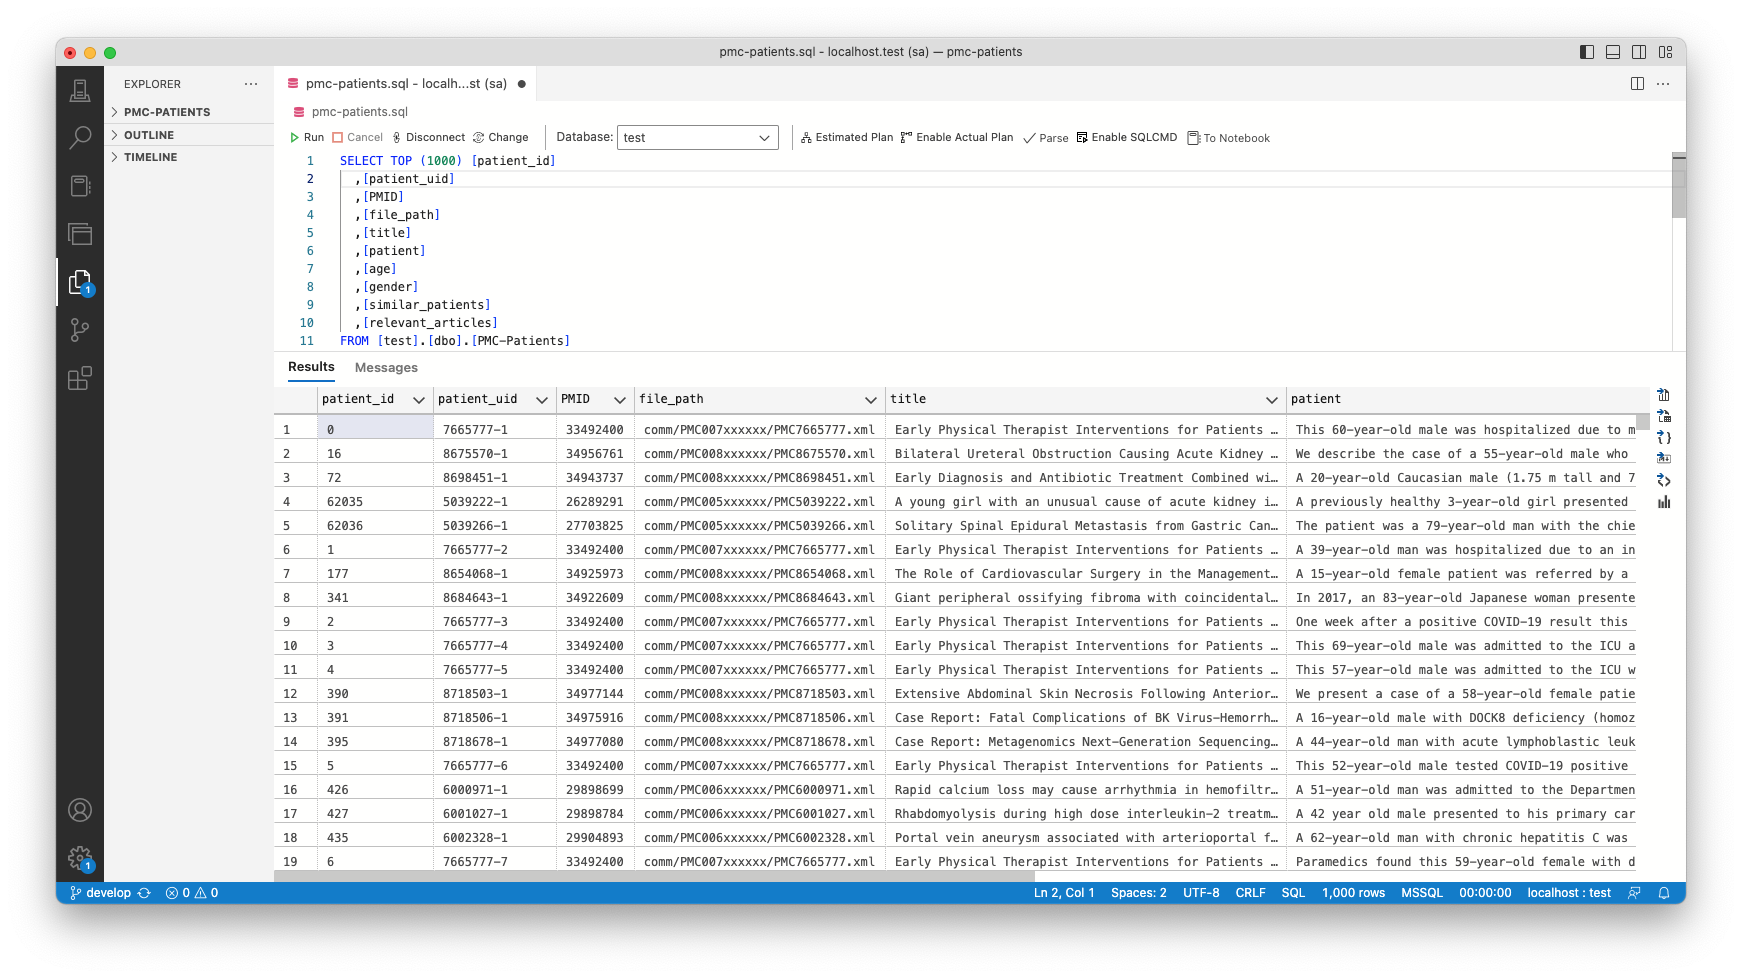 pmc-patients.sql - localhost.test (sa) — pmc-patients
EXPLORER
PMC-PATIENTS
OUTLINE
TIMELINE
pmc-patients.sql - localh...st (sa)
pmc-patients.sql
Run Cancel Disconnect Change Database: test Estimated Plan Enable Actual Plan Parse Enable SQLCMD To Notebook
1 SELECT TOP (1000) [patient_id]
2 ,[patient_uid]
3 ,[PMID]
4 ,[file_path]
5 ,[title]
6 ,[patient]
7 ,[age]
8 ,[gender]
9 ,[similar_patients]
10 ,[relevant_articles]
11 FROM [test].[dbo].[PMC-Patients]
Results Messages
patient_id patient_uid PMID file_path title patient
1 0 7665777-1 33492400 comm/PMC007xxxxxx/PMC7665777.xml Early Physical Therapist Interventions for Patients … This 60-year-old male was hospitalized due to m
2 16 8675570-1 34956761 comm/PMC008xxxxxx/PMC8675570.xml Bilateral Ureteral Obstruction Causing Acute Kidney … We describe the case of a 55-year-old male who
3 72 8698451-1 34943737 comm/PMC008xxxxxx/PMC8698451.xml Early Diagnosis and Antibiotic Treatment Combined wi… A 20-year-old Caucasian male (1.75 m tall and 7
4 62035 5039222-1 26289291 comm/PMC005xxxxxx/PMC5039222.xml A young girl with an unusual cause of acute kidney i… A previously healthy 3-year-old girl presented
5 62036 5039266-1 27703825 comm/PMC005xxxxxx/PMC5039266.xml Solitary Spinal Epidural Metastasis from Gastric Can… The patient was a 79-year-old man with the chie
6 1 7665777-2 33492400 comm/PMC007xxxxxx/PMC7665777.xml Early Physical Therapist Interventions for Patients … A 39-year-old man was hospitalized due to an in
7 177 8654068-1 34925973 comm/PMC008xxxxxx/PMC8654068.xml The Role of Cardiovascular Surgery in the Management… A 15-year-old female patient was referred by a
8 341 8684643-1 34922609 comm/PMC008xxxxxx/PMC8684643.xml Giant peripheral ossifying fibroma with coincidental… In 2017, an 83-year-old Japanese woman presente
9 2 7665777-3 33492400 comm/PMC007xxxxxx/PMC7665777.xml Early Physical Therapist Interventions for Patients … One week after a positive COVID-19 result this
10 3 7665777-4 33492400 comm/PMC007xxxxxx/PMC7665777.xml Early Physical Therapist Interventions for Patients … This 69-year-old male was admitted to the ICU a
11 4 7665777-5 33492400 comm/PMC007xxxxxx/PMC7665777.xml Early Physical Therapist Interventions for Patients … This 57-year-old male was admitted to the ICU w
12 390 8718503-1 34977144 comm/PMC008xxxxxx/PMC8718503.xml Extensive Abdominal Skin Necrosis Following Anterior… We present a case of a 58-year-old female patie
13 391 8718506-1 34975916 comm/PMC008xxxxxx/PMC8718506.xml Case Report: Fatal Complications of BK Virus-Hemorrh… A 16-year-old male with DOCK8 deficiency (homoz
14 395 8718678-1 34977080 comm/PMC008xxxxxx/PMC8718678.xml Case Report: Metagenomics Next-Generation Sequencing… A 44-year-old man with acute lymphoblastic leuk
15 5 7665777-6 33492400 comm/PMC007xxxxxx/PMC7665777.xml Early Physical Therapist Interventions for Patients … This 52-year-old male tested COVID-19 positive
16 426 6000971-1 29898699 comm/PMC006xxxxxx/PMC6000971.xml Rapid calcium loss may cause arrhythmia in hemofiltr… A 51-year-old man was admitted to the Departmen
17 427 6001027-1 29898784 comm/PMC006xxxxxx/PMC6001027.xml Rhabdomyolysis during high dose interleukin-2 treatm… A 42 year old male presented to his primary car
18 435 6002328-1 29904893 comm/PMC006xxxxxx/PMC6002328.xml Portal vein aneurysm associated with arterioportal f… A 62-year-old man with chronic hepatitis C was
19 6 7665777-7 33492400 comm/PMC007xxxxxx/PMC7665777.xml Early Physical Therapist Interventions for Patients … Paramedics found this 59-year-old female with d
1
1
develop 0 0 Ln 2, Col 1 Spaces: 2 UTF-8 CRLF SQL 1,000 rows MSSQL 00:00:00 localhost : test